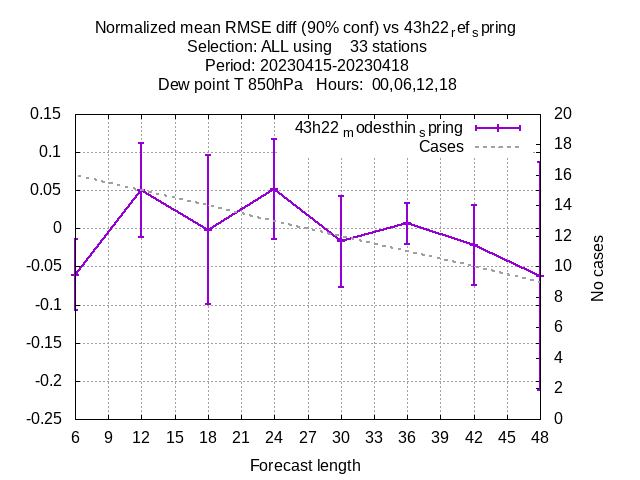 Normalized mean RMSE diff (90% conf) vs 43h22refspring
Selection: ALL using    33 stations
Period: 20230415-20230418
Dew point T 850hPa   Hours:  00,06,12,18
43h22modesthinspring
Cases
0.15
0.1
0.05
0
-0.05
-0.1
-0.15
-0.2
-0.25
20
18
16
14
12
10
8
6
4
2
0
No cases
6 9 12 15 18 21 24 27 30 33 36 39 42 45 48
Forecast length